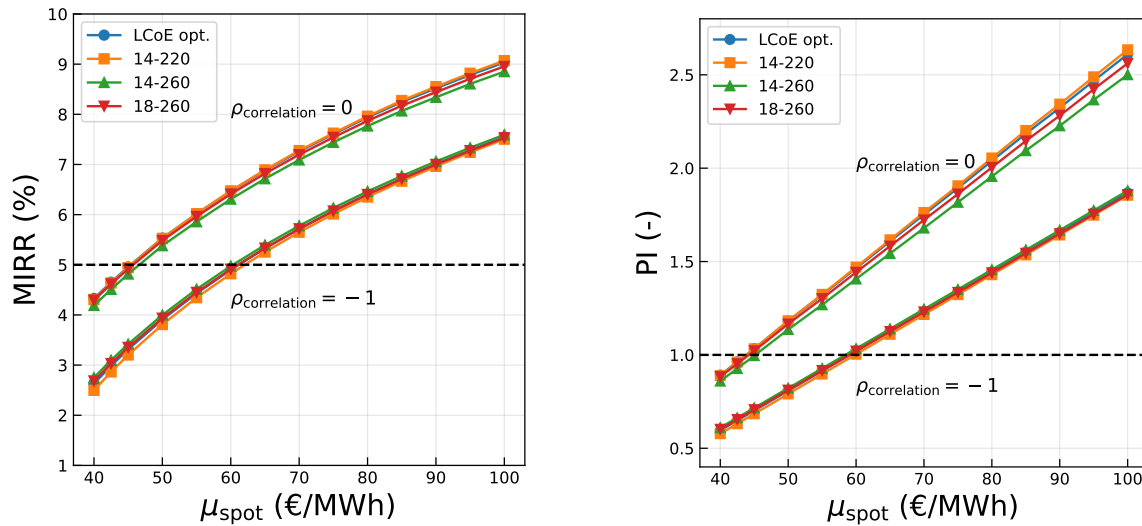 10
9
8
7
6
5
4
3
2
1
MIRR (%)
LCoE opt.
14-220
14-260
18-260
ρcorrelation = 0
ρcorrelation = −1
40 50 60 70 80 90 100
μspot (€/MWh)
2.5
2.0
1.5
1.0
0.5
PI (-)
LCoE opt.
14-220
14-260
18-260
ρcorrelation = 0
ρcorrelation = −1
40 50 60 70 80 90 100
μspot (€/MWh)